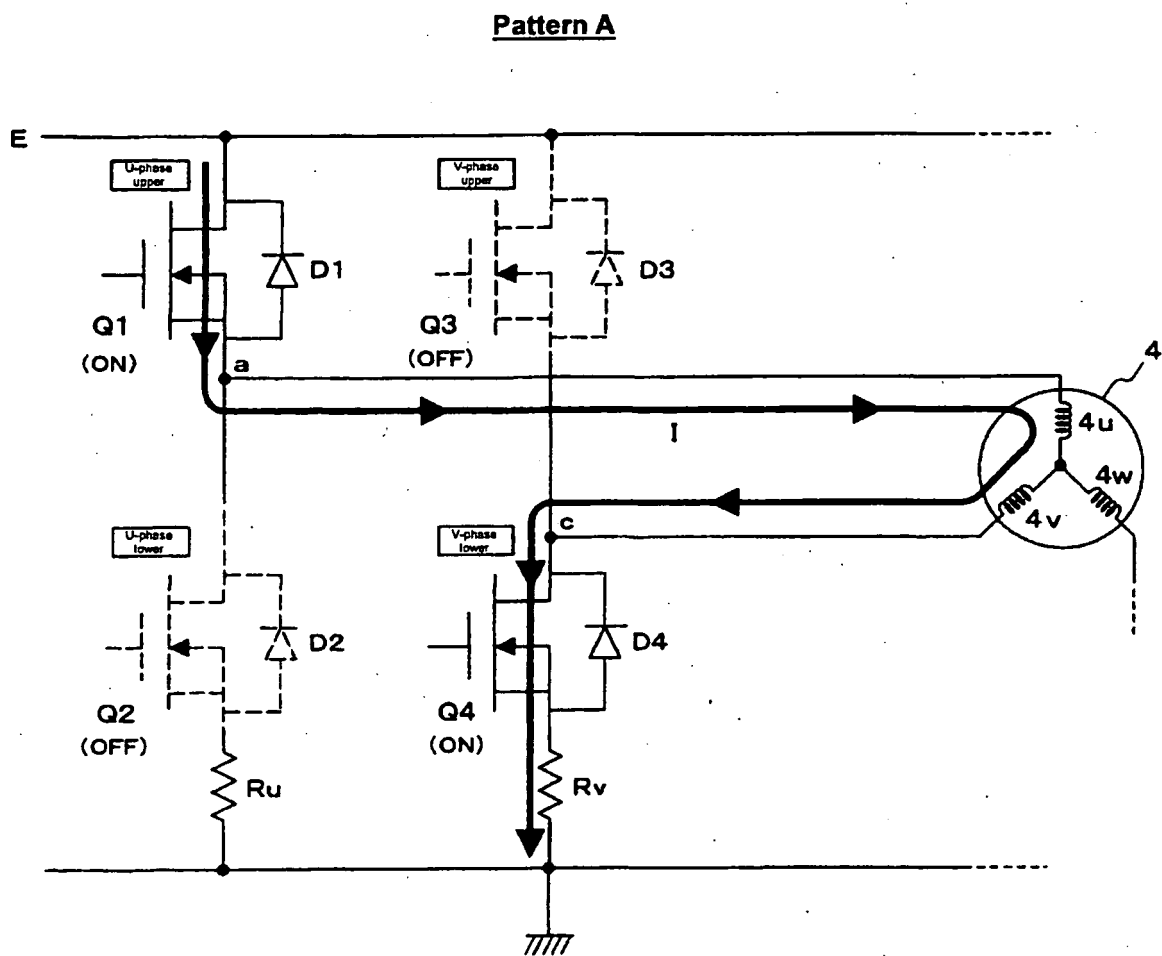 Pattern A
E
U-phase
upper
V-phase
upper
D1
D3
Q1
(ON)
Q3
(OFF)
a
4
I
4u
4w
4v
c
U-phase
lower
V-phase
lower
D2
D4
Q2
(OFF)
Q4
(ON)
Ru
Rv